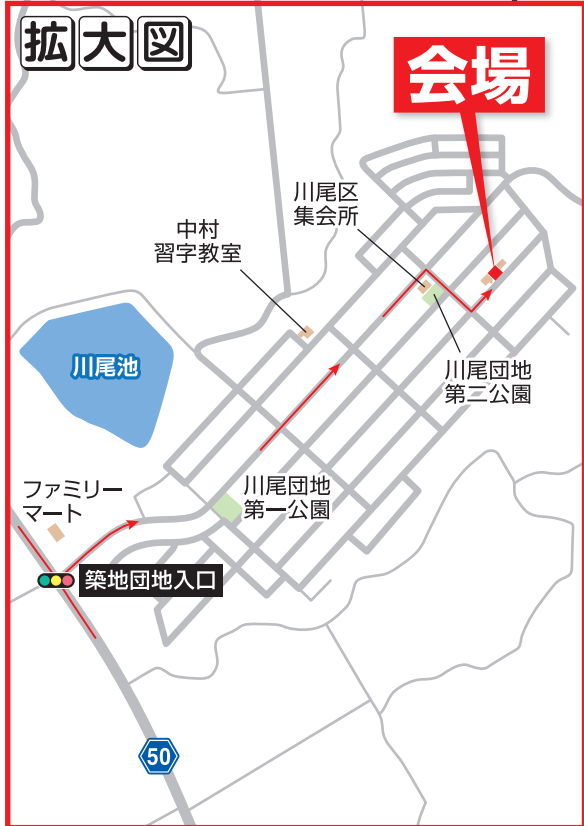 拡大図
会場
川尾区
集会所
中村
習字教室
川尾池
川尾団地
第二公園
ファミリー
マート
川尾団地
第一公園
築地団地入口
50